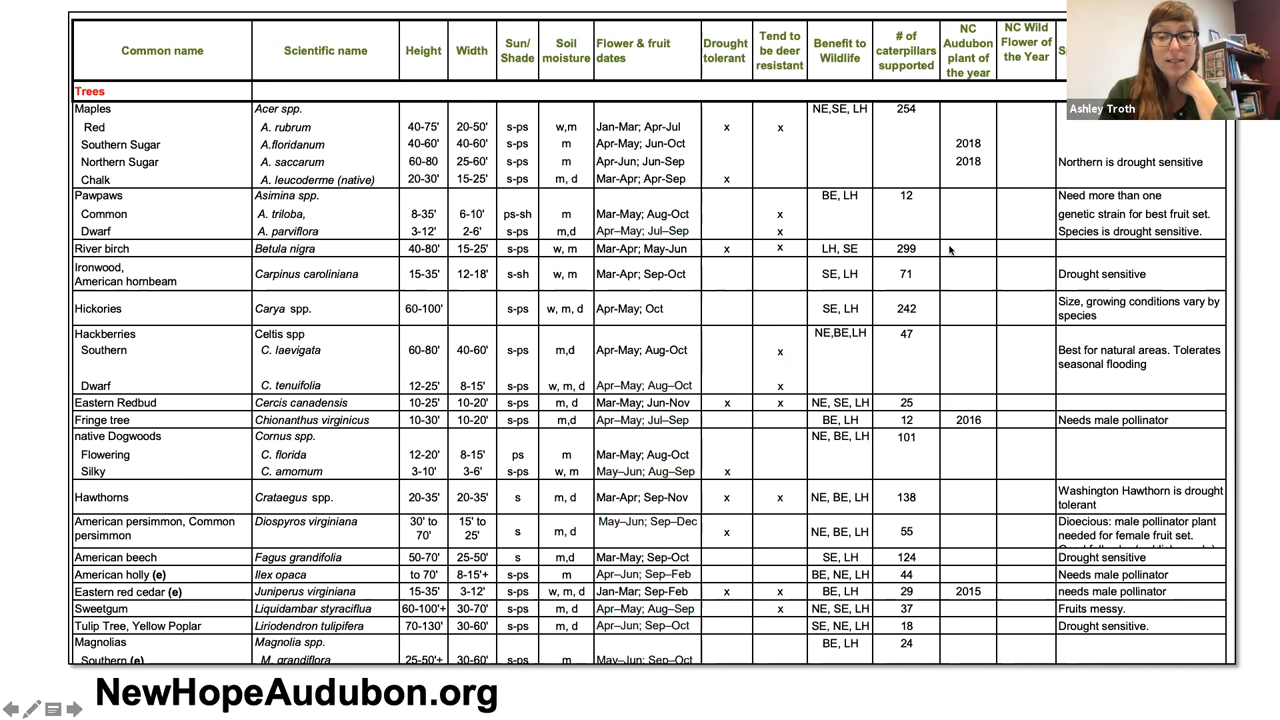 Common name Scientific name Height Width Sun/ Shade Soil moisture Flower & fruit dates Drought tolerant Tend to be deer resistant Benefit to Wildlife # of caterpillars supported NC Audubon plant of the year NC Wild Flower of the Year
Ashley Troth
Trees
Maples Acer spp. NE,SE, LH 254
Red A. rubrum 40-75' 20-50' s-ps w,m Jan-Mar; Apr-Jul x x
Southern Sugar A.floridanum 40-60' 40-60' s-ps m Apr-May; Jun-Oct 2018
Northern Sugar A. saccarum 60-80 25-60' s-ps m Apr-Jun; Jun-Sep 2018 Northern is drought sensitive
Chalk A. leucoderme (native) 20-30' 15-25' s-ps m, d Mar-Apr; Apr-Sep x
Pawpaws Asimina spp. BE, LH 12 Need more than one
Common A. triloba, 8-35' 6-10' ps-sh m Mar-May; Aug-Oct x genetic strain for best fruit set.
Dwarf A. parviflora 3-12' 2-6' s-ps m,d Apr–May; Jul–Sep x Species is drought sensitive.
River birch Betula nigra 40-80' 15-25' s-ps w, m Mar-Apr; May-Jun x x LH, SE 299
Ironwood,
American hornbeam Carpinus caroliniana 15-35' 12-18' s-sh w, m Mar-Apr; Sep-Oct SE, LH 71 Drought sensitive
Hickories Carya spp. 60-100' s-ps w, m, d Apr-May; Oct SE, LH 242 Size, growing conditions vary by
species
Hackberries Celtis spp NE,BE,LH 47
Southern C. laevigata 60-80' 40-60' s-ps m,d Apr-May; Aug-Oct x Best for natural areas. Tolerates
seasonal flooding
Dwarf C. tenuifolia 12-25' 8-15' s-ps w, m, d Apr–May; Aug–Oct x
Eastern Redbud Cercis canadensis 10-25' 10-20' s-ps m, d Mar-May; Jun-Nov x x NE, SE, LH 25
Fringe tree Chionanthus virginicus 10-30' 10-20' s-ps m,d Apr–May; Jul–Sep BE, LH 12 2016 Needs male pollinator
native Dogwoods Cornus spp. NE, BE, LH 101
Flowering C. florida 12-20' 8-15' ps m Mar-May; Aug-Oct
Silky C. amomum 3-10' 3-6' s-ps w, m May–Jun; Aug–Sep x
Hawthorns Crataegus spp. 20-35' 20-35' s m, d Mar-Apr; Sep-Nov x x NE, BE, LH 138 Washington Hawthorn is drought
tolerant
American persimmon, Common Diospyros virginiana 30' to 15' to May–Jun; Sep–Dec Dioecious: male pollinator plant
persimmon 70' 25' s m, d x NE, BE, LH 55 needed for female fruit set.
American beech Fagus grandifolia 50-70' 25-50' s m,d Mar-May; Sep-Oct SE, LH 124 Drought sensitive
American holly (e) Ilex opaca to 70' 8-15'+ s-ps m Apr–Jun; Sep–Feb BE, NE, LH 44 Needs male pollinator
Eastern red cedar (e) Juniperus virginiana 15-35' 3-12' s-ps w, m, d Jan-Mar; Sep-Feb x x BE, LH 29 2015 needs male pollinator
Sweetgum Liquidambar styraciflua 60-100'+ 30-70' s-ps m, d Apr–May; Aug–Sep x NE, SE, LH 37 Fruits messy.
Tulip Tree, Yellow Poplar Liriodendron tulipifera 70-130' 30-60' s-ps m, d Apr–Jun; Sep–Oct SE, NE, LH 18 Drought sensitive.
Magnolias Magnolia spp. BE, LH 24
Southern (e) M. grandiflora 25-50'+ 30-60' s-ps m May–Jun; Sep–Oct
NewHopeAudubon.org